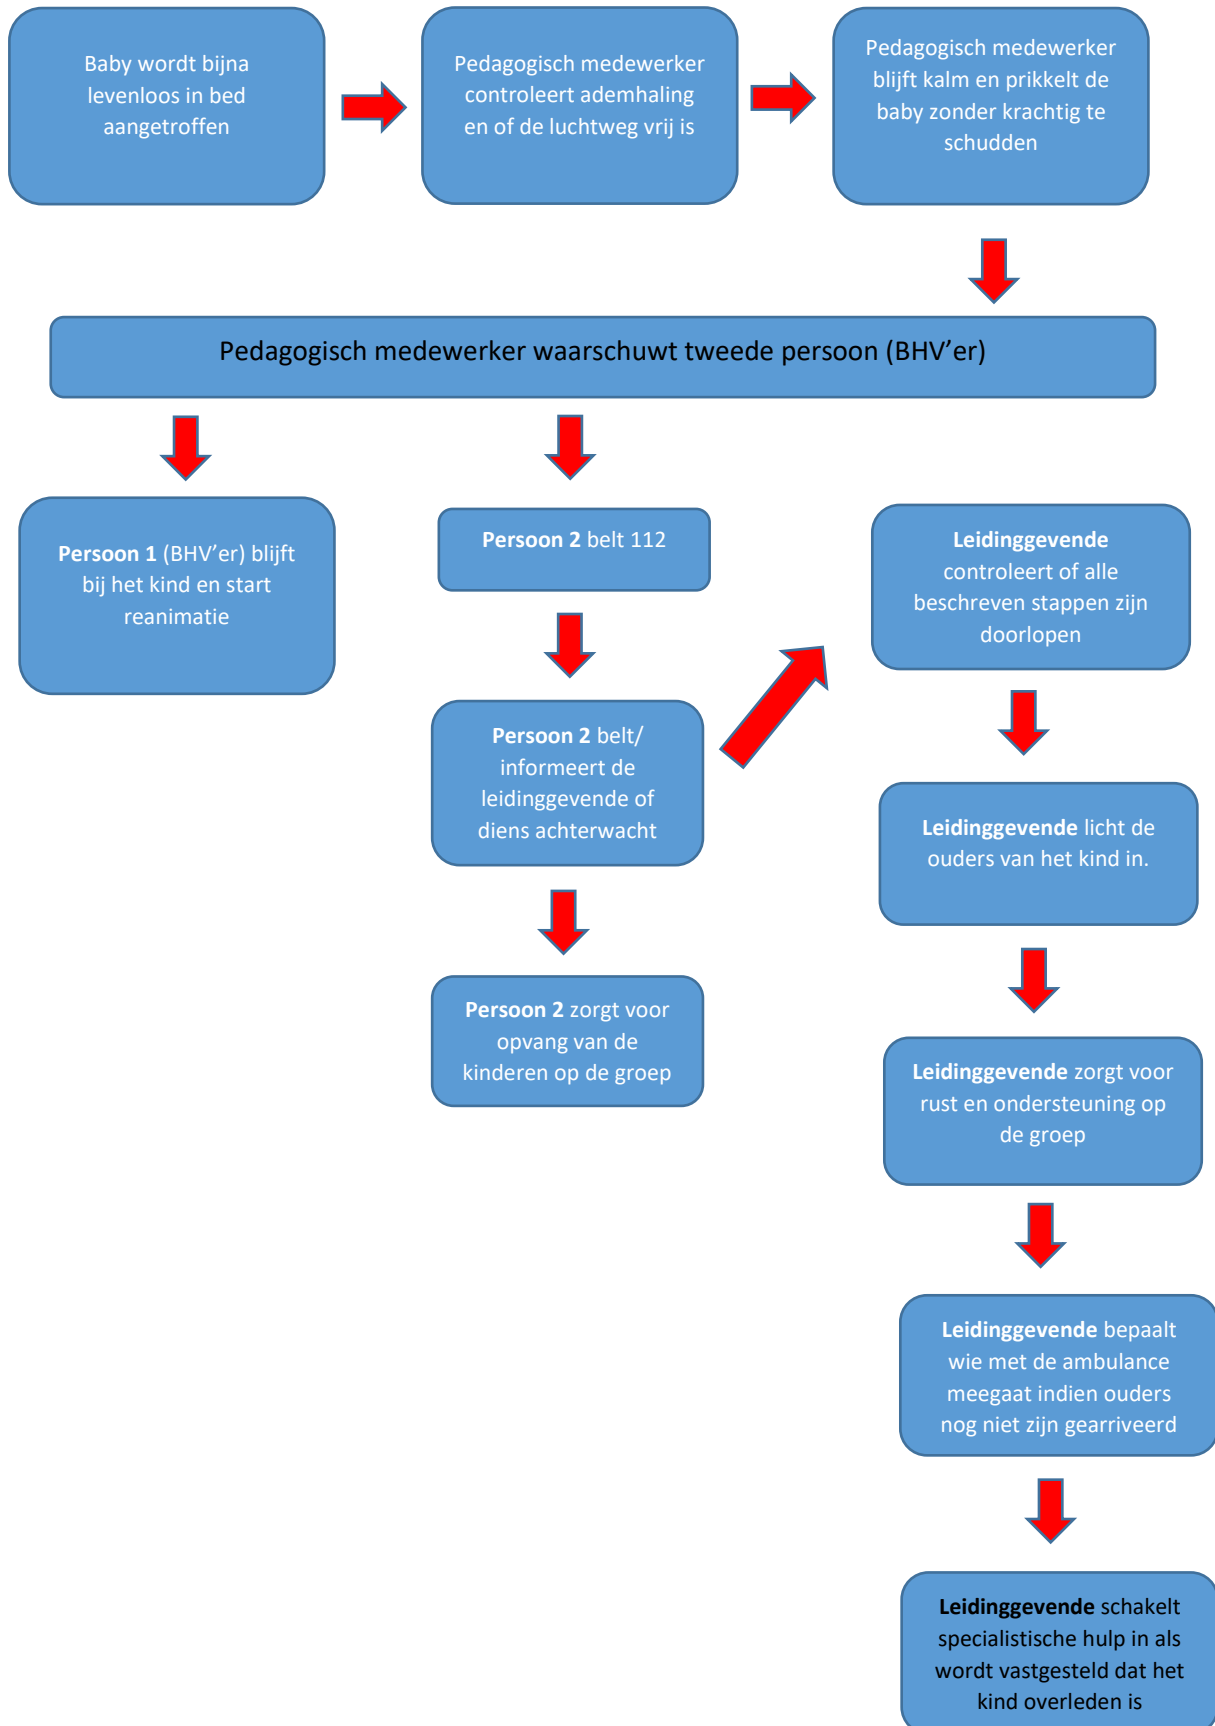 Baby wordt bijna
levenloos in bed
aangetroffen
Pedagogisch medewerker
controleert ademhaling
en of de luchtweg vrij is
Pedagogisch medewerker
blijft kalm en prikkelt de
baby zonder krachtig te
schudden
Pedagogisch medewerker waarschuwt tweede persoon (BHV’er)
Persoon 1 (BHV’er) blijft
bij het kind en start
reanimatie
Persoon 2 belt 112
Persoon 2 belt/
informeert de
leidinggevende of
diens achterwacht
Persoon 2 zorgt voor
opvang van de
kinderen op de groep
Leidinggevende
controleert of alle
beschreven stappen zijn
doorlopen
Leidinggevende licht de
ouders van het kind in.
Leidinggevende zorgt voor
rust en ondersteuning op
de groep
Leidinggevende bepaalt
wie met de ambulance
meegaat indien ouders
nog niet zijn gearriveerd
Leidinggevende schakelt
specialistische hulp in als
wordt vastgesteld dat het
kind overleden is